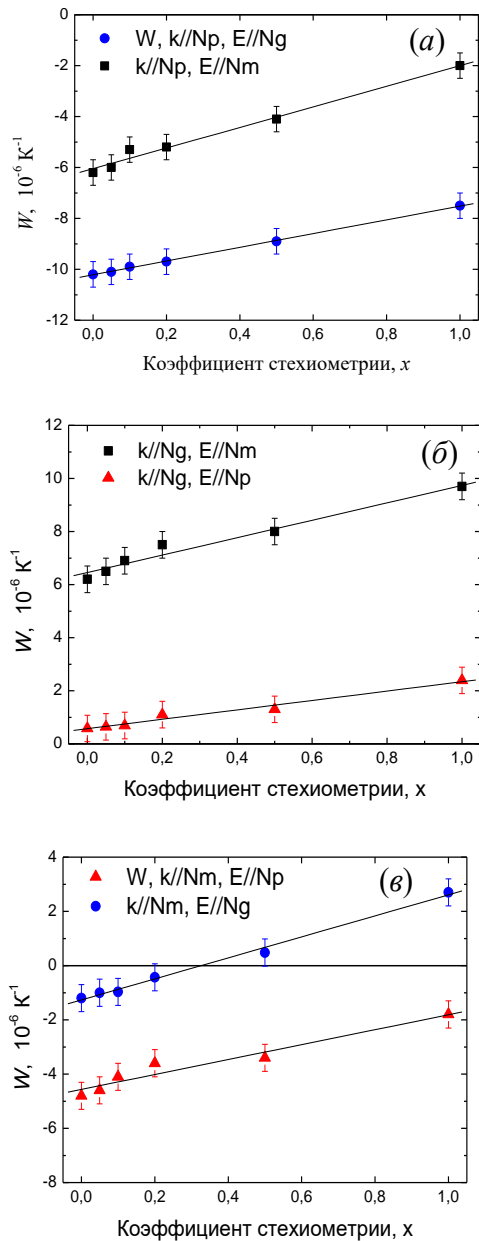 (а)
W, k//Np, E//Ng
k//Np, E//Nm
W, 10⁻⁶ K⁻¹
0
-2
-4
-6
-8
-10
-12
0,0 0,2 0,4 0,6 0,8 1,0
Коэффициент стехиометрии, x
(б)
k//Ng, E//Nm
k//Ng, E//Np
W, 10⁻⁶ K⁻¹
12
10
8
6
4
2
0
0,0 0,2 0,4 0,6 0,8 1,0
Коэффициент стехиометрии, x
(в)
W, k//Nm, E//Np
k//Nm, E//Ng
W, 10⁻⁶ K⁻¹
4
2
0
-2
-4
-6
-8
0,0 0,2 0,4 0,6 0,8 1,0
Коэффициент стехиометрии, x